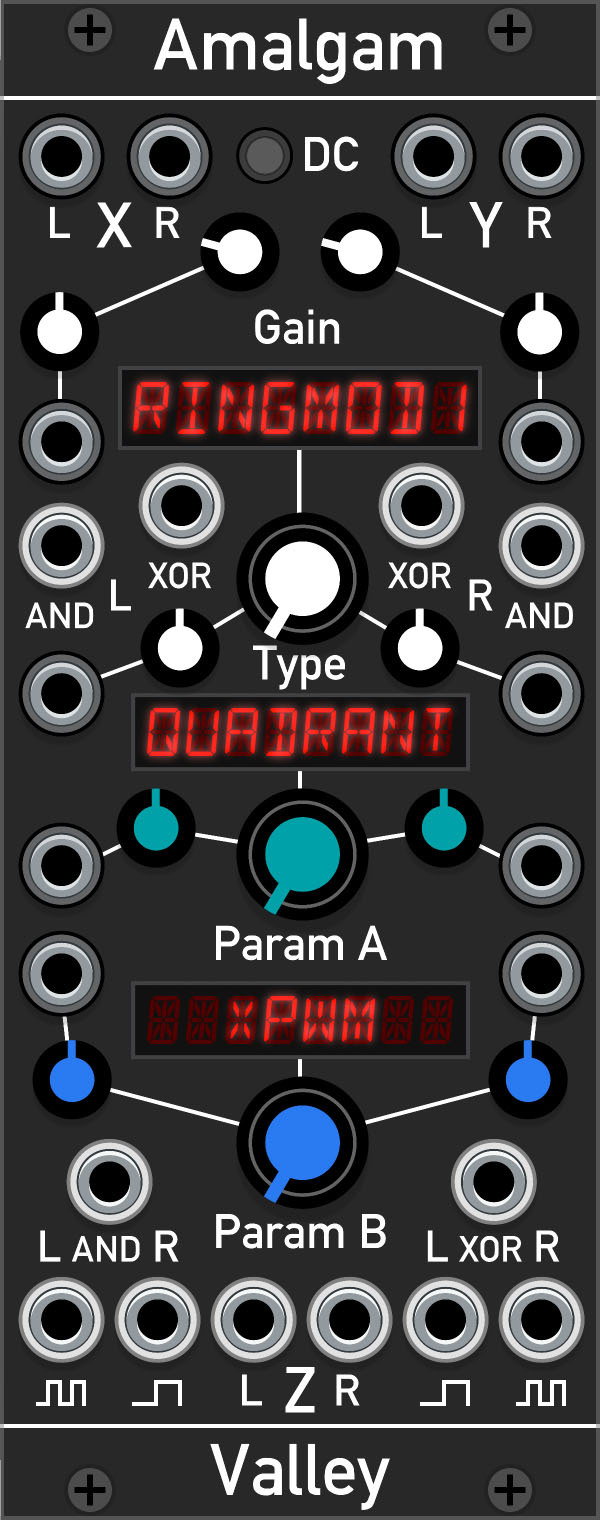 Amalgam
DC
L X R
L Y R
Gain
RINGMOD1
XOR
XOR
AND L
R AND
Type
QUADRANT
Param A
xPWM
Param B
L AND R
L XOR R
L Z R
Valley